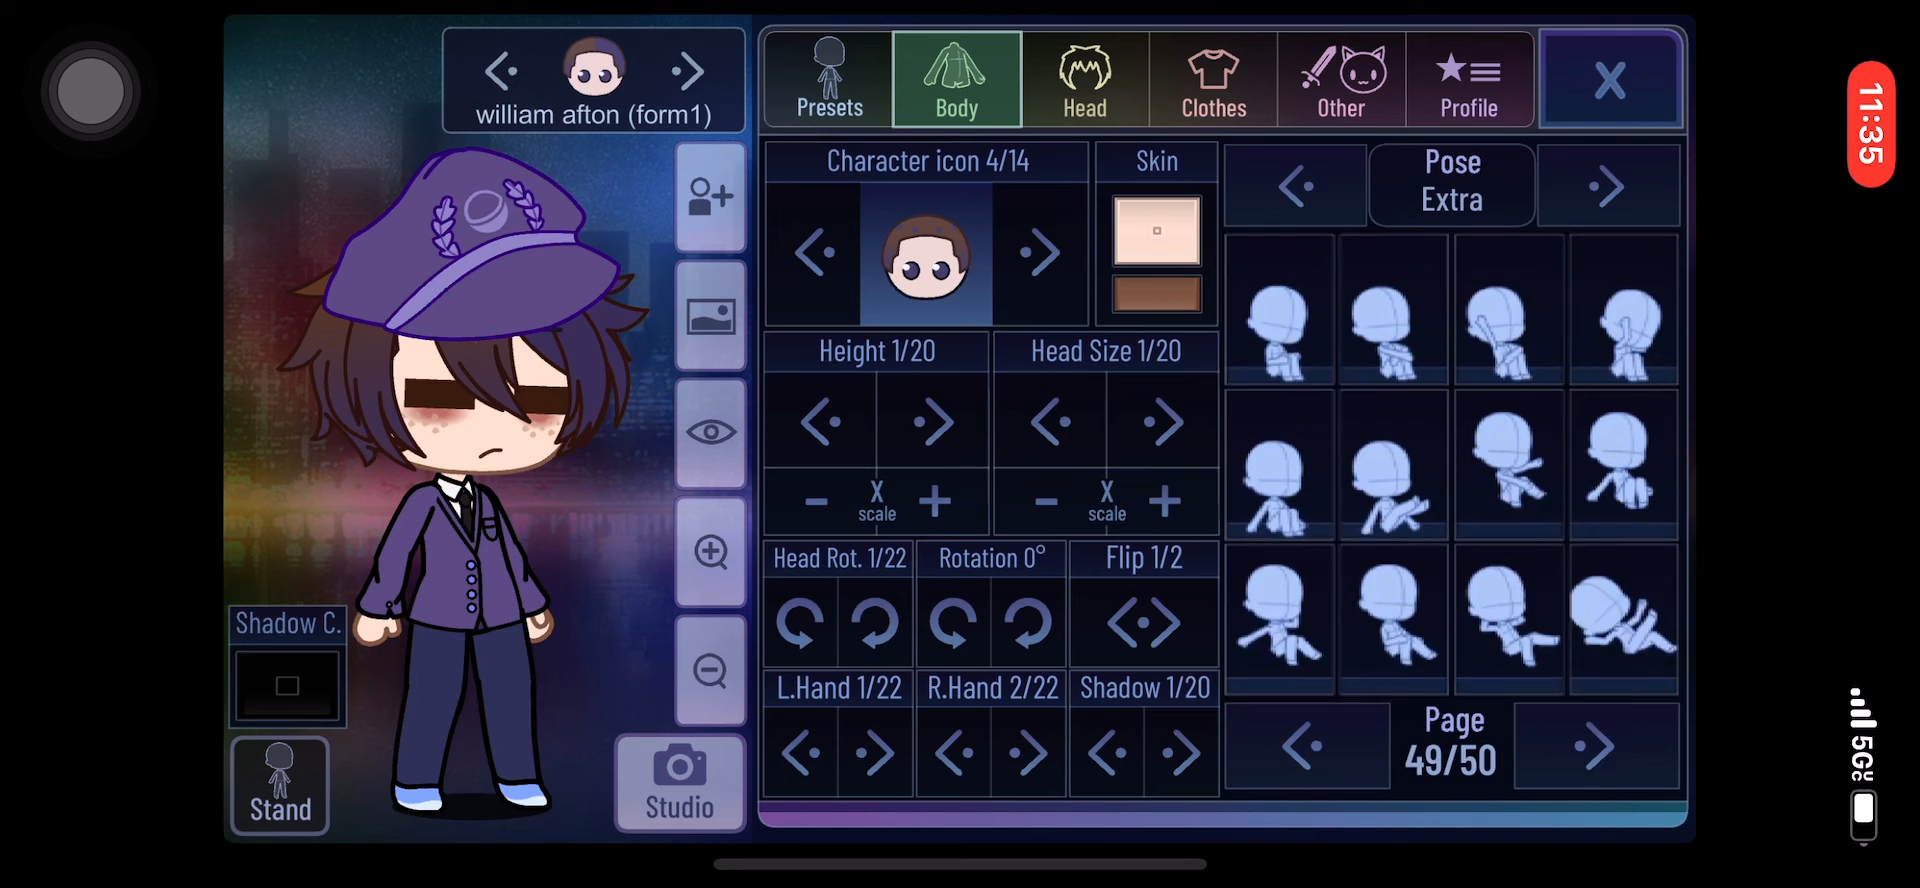 william afton (form1)
Presets
Body
Head
Clothes
Other
Profile
X
11:35
Character icon 4/14
Skin
Pose
Extra
Height 1/20
Head Size 1/20
X
scale
X
scale
Head Rot. 1/22
Rotation 0°
Flip 1/2
Shadow C.
L.Hand 1/22
R.Hand 2/22
Shadow 1/20
Page
49/50
Stand
Studio
5G